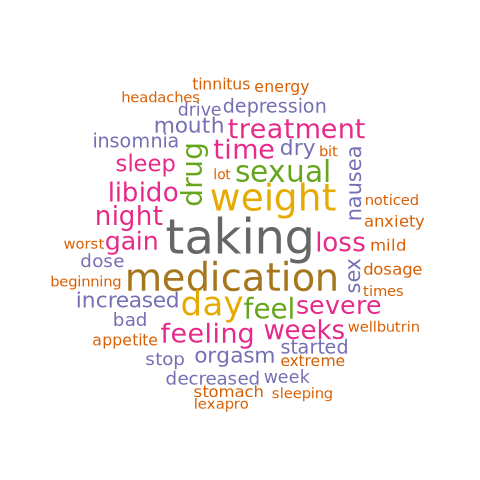 tinnitus energy
headaches
drive depression
mouth treatment
insomnia time dry bit
sleep drug lot sexual nausea
libido weight noticed
night taking anxiety
worst gain loss mild
dose medication sex dosage
beginning times
increased day feel severe
bad feeling weeks wellbutrin
appetite orgasm started
stop extreme
decreased week
stomach sleeping
lexapro